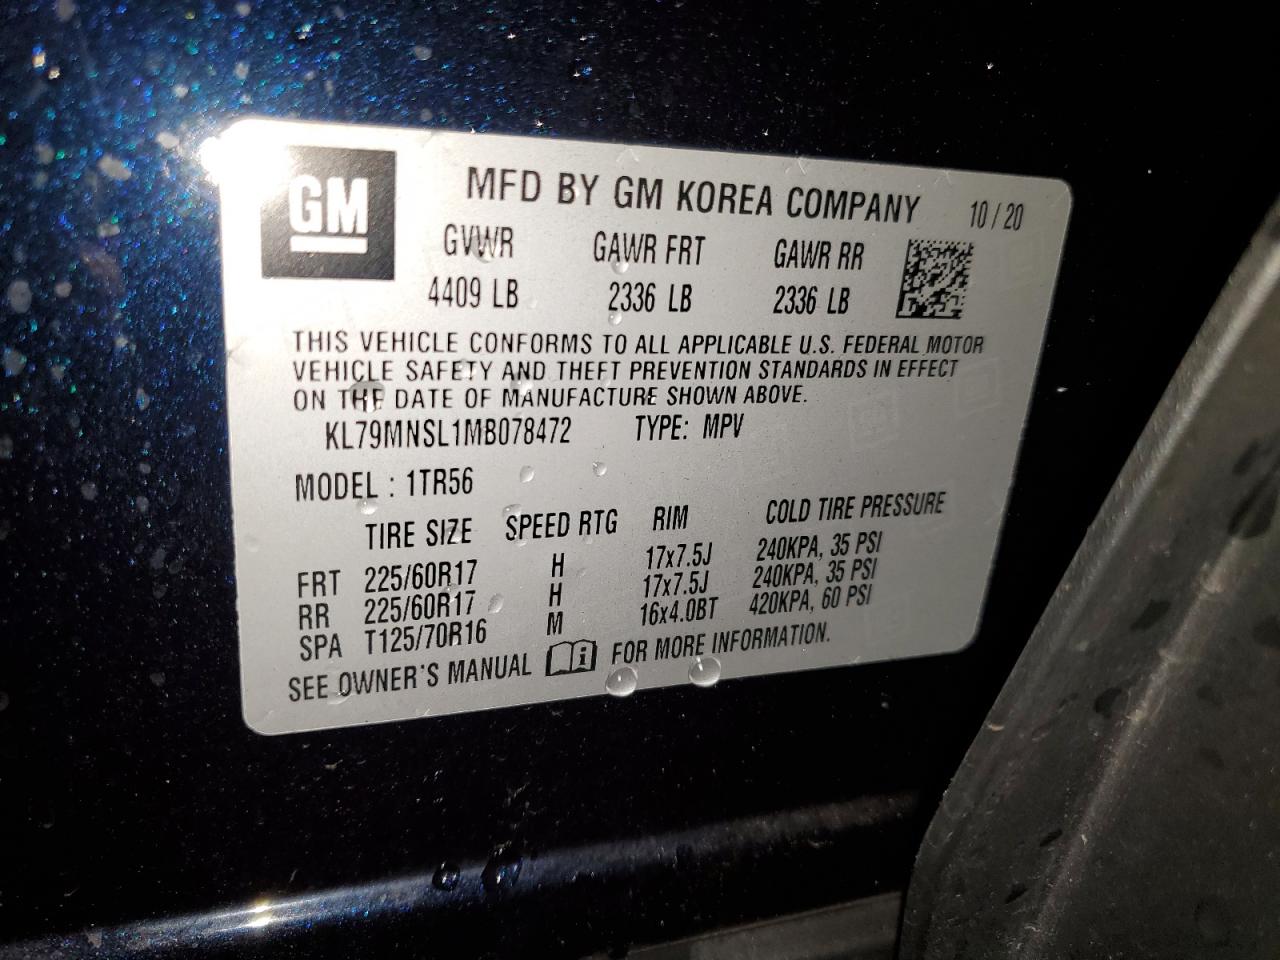 GM
MFD BY GM KOREA COMPANY 10 / 20
GVWR GAWR FRT GAWR RR
4409 LB 2336 LB 2336 LB
THIS VEHICLE CONFORMS TO ALL APPLICABLE U.S. FEDERAL MOTOR
VEHICLE SAFETY AND THEFT PREVENTION STANDARDS IN EFFECT
ON THE DATE OF MANUFACTURE SHOWN ABOVE.
KL79MNSL1MB078472 TYPE: MPV
MODEL : 1TR56
TIRE SIZE SPEED RTG RIM COLD TIRE PRESSURE
FRT 225/60R17 H 17x7.5J 240KPA, 35 PSI
RR 225/60R17 H 17x7.5J 240KPA, 35 PSI
SPA T125/70R16 M 16x4.0BT 420KPA, 60 PSI
SEE OWNER'S MANUAL i FOR MORE INFORMATION.